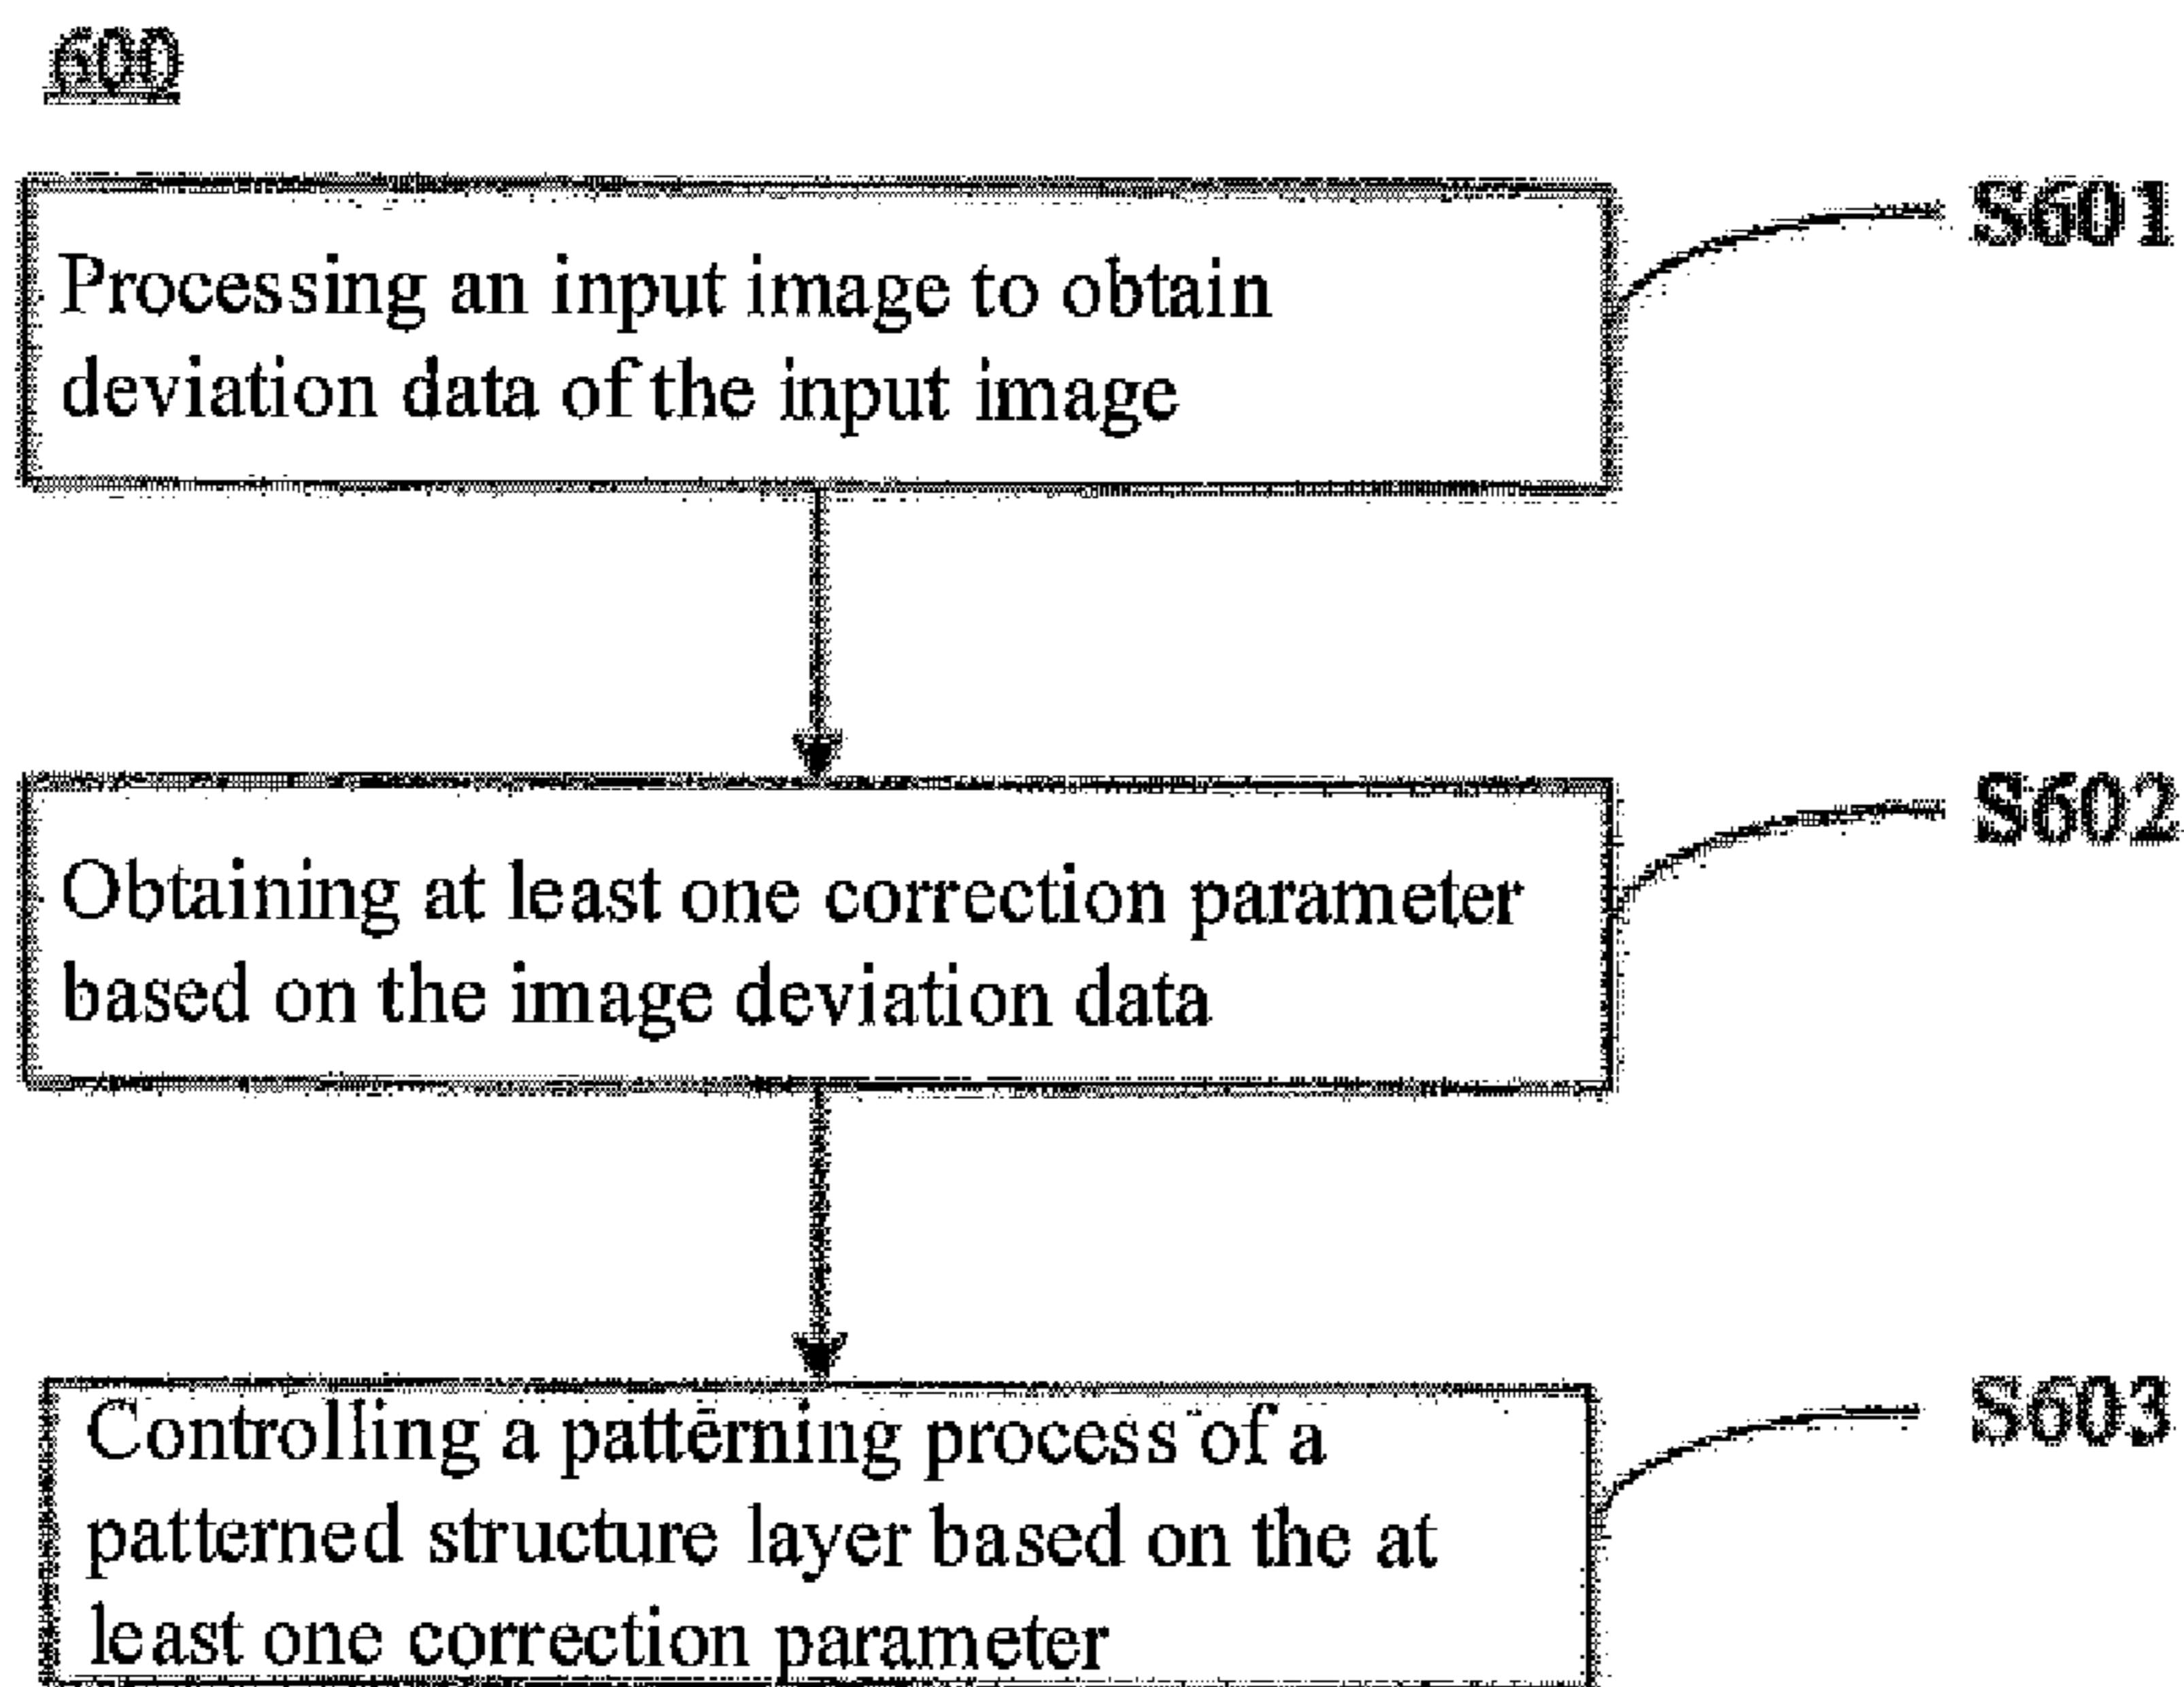 600
Processing an input image to obtain
deviation data of the input image
S601
Obtaining at least one correction parameter
based on the image deviation data
S602
Controlling a patterning process of a
patterned structure layer based on the at
least one correction parameter
S603